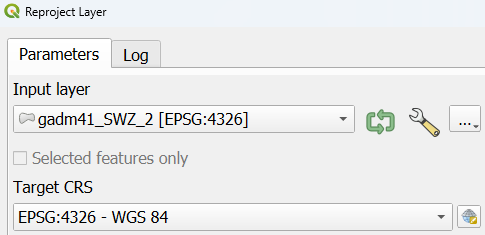 Reproject Layer
Parameters Log
Input layer
gadm41_SWZ_2 [EPSG:4326] ...
Selected features only
Target CRS
EPSG:4326 - WGS 84